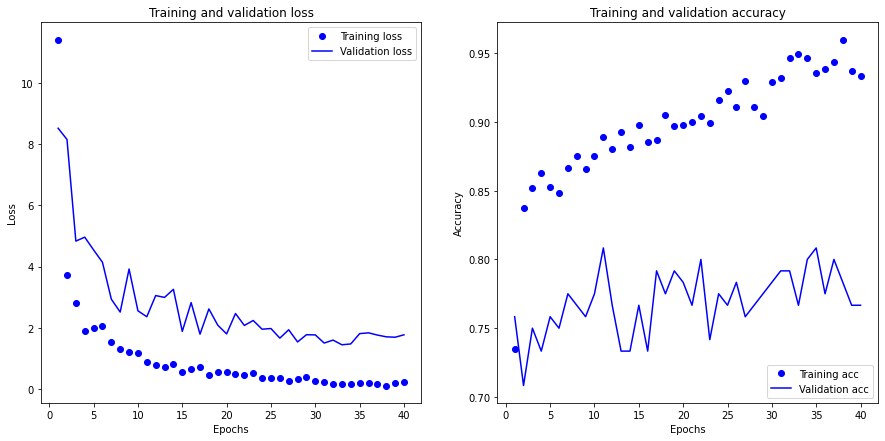 Training and validation loss
Training loss
Validation loss
10
8
6
4
2
0
Loss
0 5 10 15 20 25 30 35 40
Epochs
Training and validation accuracy
0.95
0.90
0.85
0.80
0.75
0.70
Accuracy
Training acc
Validation acc
0 5 10 15 20 25 30 35 40
Epochs